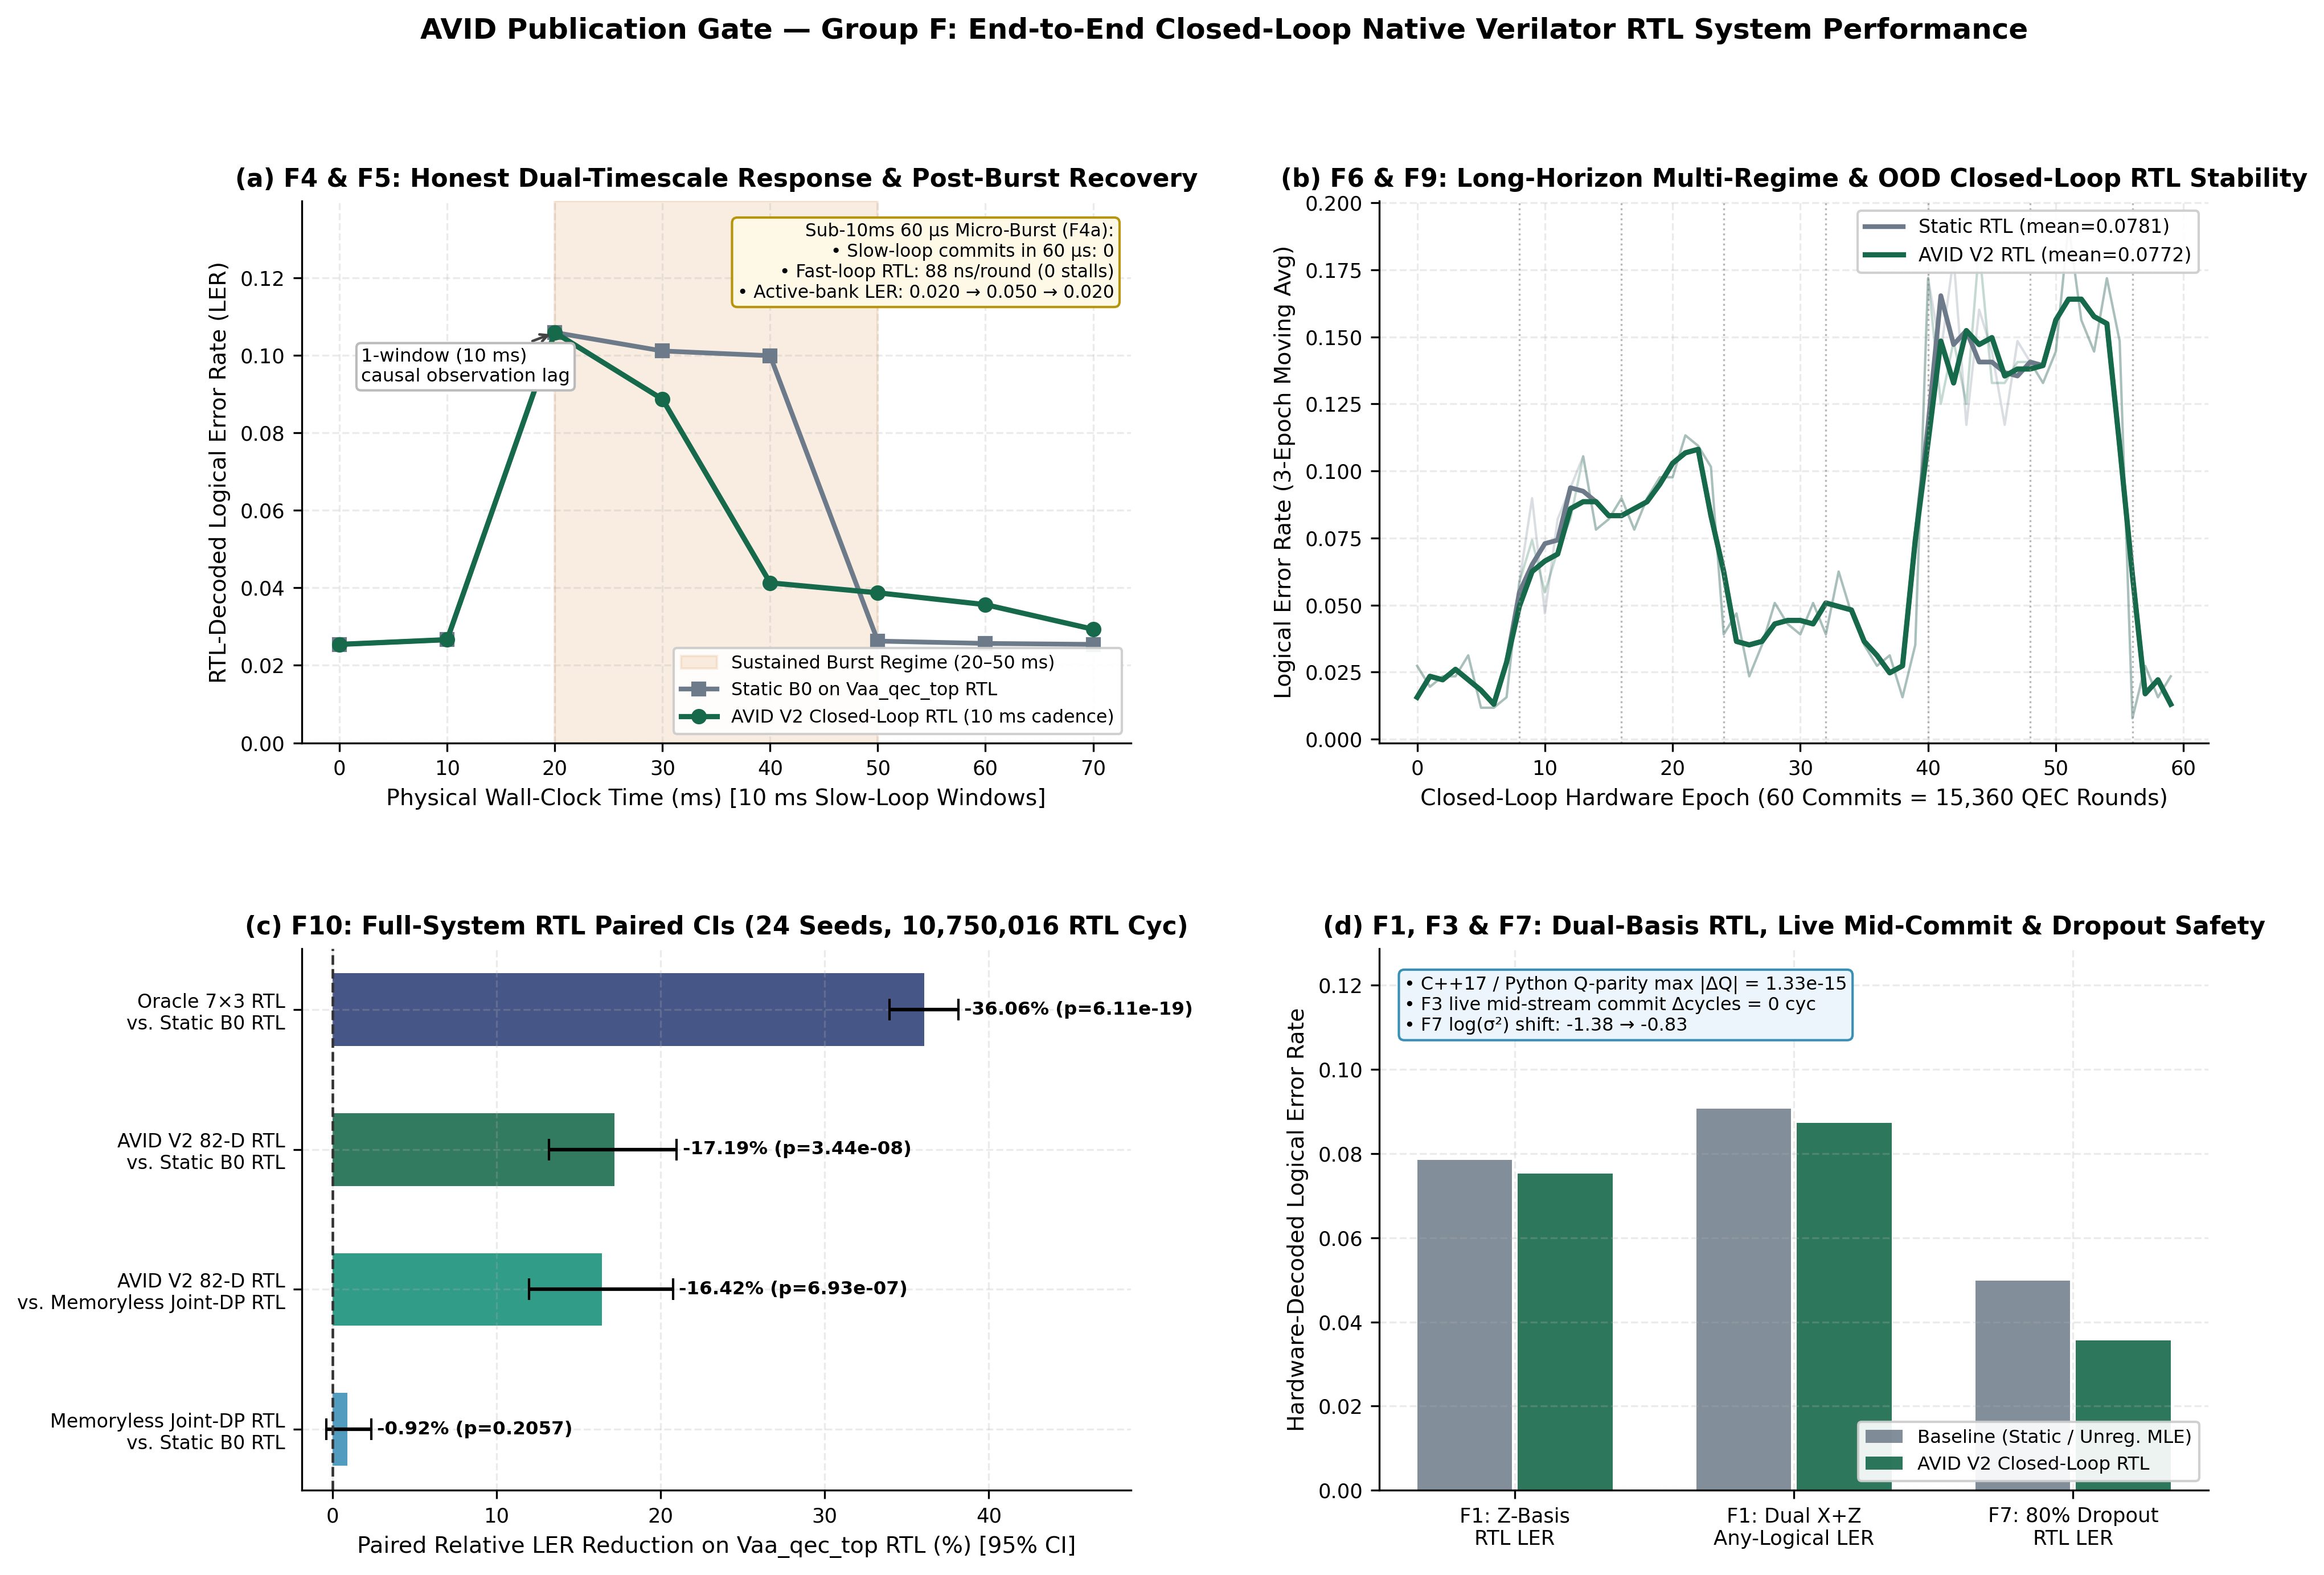 AVID Publication Gate — Group F: End-to-End Closed-Loop Native Verilator RTL System Performance
(a) F4 & F5: Honest Dual-Timescale Response & Post-Burst Recovery
RTL-Decoded Logical Error Rate (LER)
0.12
0.10
0.08
0.06
0.04
0.02
0.00
Sub-10ms 60 µs Micro-Burst (F4a):
• Slow-loop commits in 60 µs: 0
• Fast-loop RTL: 88 ns/round (0 stalls)
• Active-bank LER: 0.020 → 0.050 → 0.020
1-window (10 ms)
causal observation lag
Sustained Burst Regime (20–50 ms)
Static B0 on Vaa_qec_top RTL
AVID V2 Closed-Loop RTL (10 ms cadence)
0 10 20 30 40 50 60 70
Physical Wall-Clock Time (ms) [10 ms Slow-Loop Windows]
(b) F6 & F9: Long-Horizon Multi-Regime & OOD Closed-Loop RTL Stability
Logical Error Rate (3-Epoch Moving Avg)
0.200
0.175
0.150
0.125
0.100
0.075
0.050
0.025
0.000
Static RTL (mean=0.0781)
AVID V2 RTL (mean=0.0772)
0 10 20 30 40 50 60
Closed-Loop Hardware Epoch (60 Commits = 15,360 QEC Rounds)
(c) F10: Full-System RTL Paired CIs (24 Seeds, 10,750,016 RTL Cyc)
Oracle 7×3 RTL
vs. Static B0 RTL
-36.06% (p=6.11e-19)
AVID V2 82-D RTL
vs. Static B0 RTL
-17.19% (p=3.44e-08)
AVID V2 82-D RTL
vs. Memoryless Joint-DP RTL
-16.42% (p=6.93e-07)
Memoryless Joint-DP RTL
vs. Static B0 RTL
-0.92% (p=0.2057)
0 10 20 30 40
Paired Relative LER Reduction on Vaa_qec_top RTL (%) [95% CI]
(d) F1, F3 & F7: Dual-Basis RTL, Live Mid-Commit & Dropout Safety
Hardware-Decoded Logical Error Rate
0.12
0.10
0.08
0.06
0.04
0.02
0.00
• C++17 / Python Q-parity max |ΔQ| = 1.33e-15
• F3 live mid-stream commit Δcycles = 0 cyc
• F7 log(σ²) shift: -1.38 → -0.83
Baseline (Static / Unreg. MLE)
AVID V2 Closed-Loop RTL
F1: Z-Basis
RTL LER
F1: Dual X+Z
Any-Logical LER
F7: 80% Dropout
RTL LER